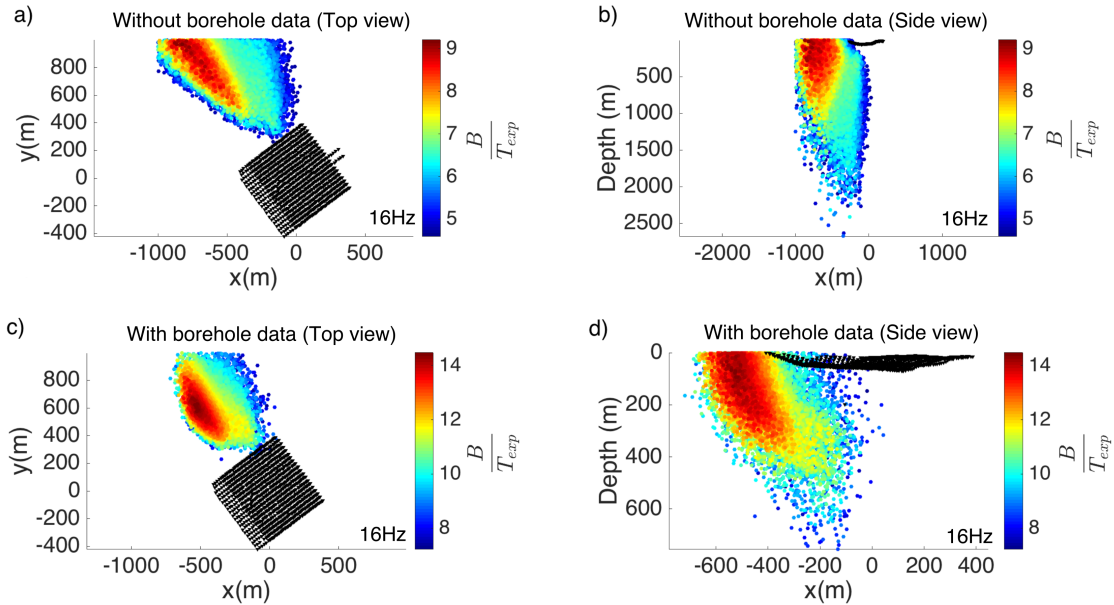 a)
Without borehole data (Top view)
800
600
400
200
0
-200
-400
y(m)
-1000
-500
0
500
x(m)
16Hz
9
8
7
6
5
B
T_exp
b)
Without borehole data (Side view)
500
1000
1500
2000
2500
Depth (m)
-2000
-1000
0
1000
x(m)
16Hz
9
8
7
6
5
B
T_exp
c)
With borehole data (Top view)
800
600
400
200
0
-200
-400
y(m)
-1000
-500
0
500
x(m)
16Hz
14
12
10
8
B
T_exp
d)
With borehole data (Side view)
0
200
400
600
Depth (m)
-600
-400
-200
0
200
400
x(m)
16Hz
14
12
10
8
B
T_exp